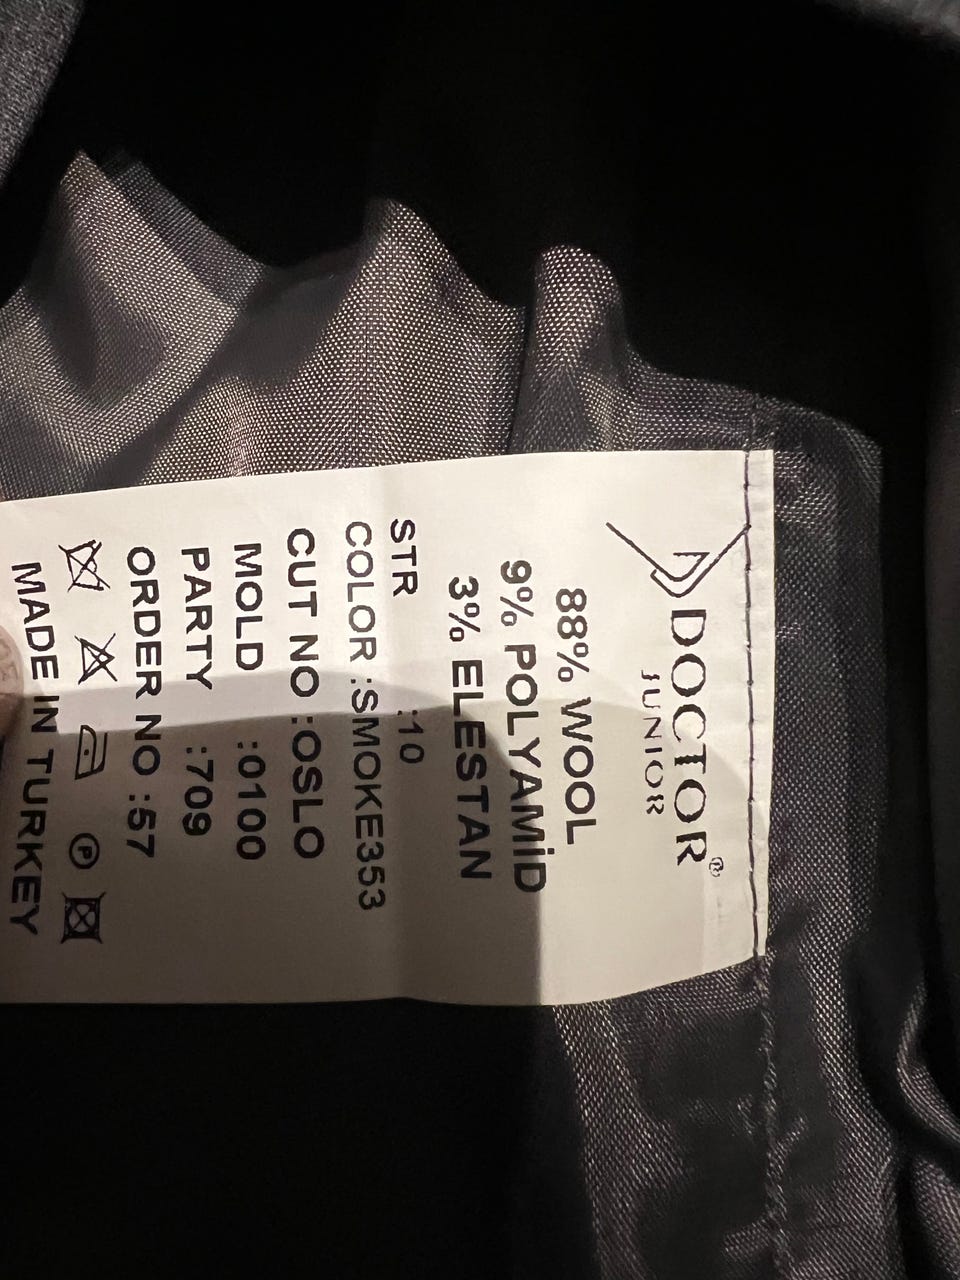 DOCTOR®
JUNIOR
88% WOOL
9% POLYAMİD
3% ELESTAN
STR :10
COLOR :SMOKE353
CUT NO :OSLO
MOLD :0100
PARTY :709
ORDER NO :57
P
MADE IN TURKEY